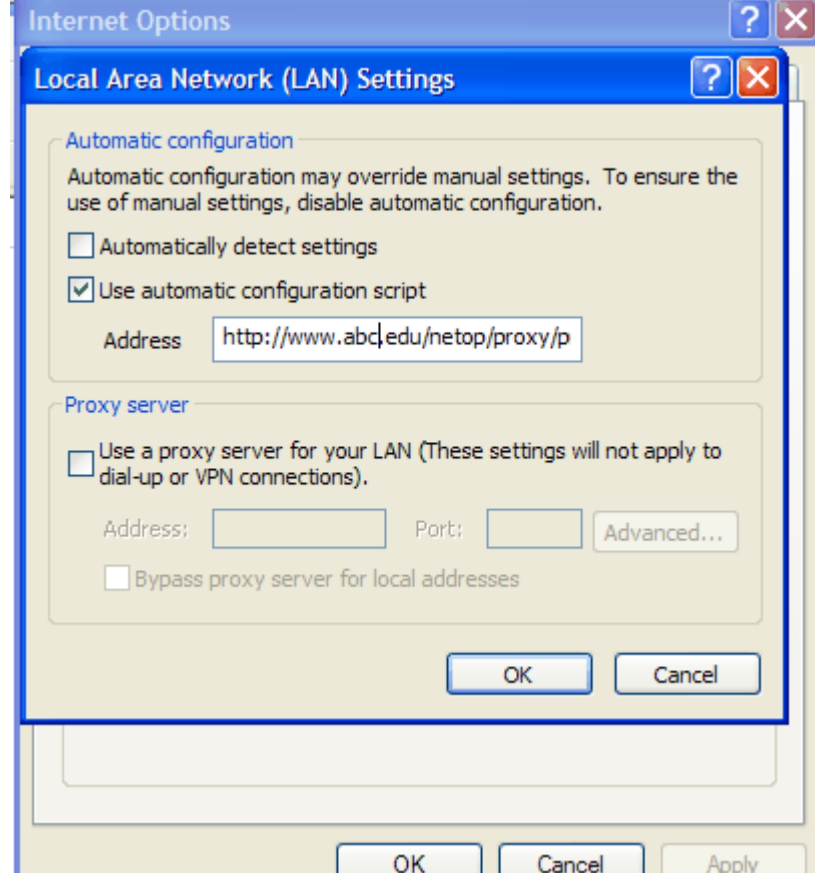 Internet Options
Local Area Network (LAN) Settings
Automatic configuration
Automatic configuration may override manual settings. To ensure the
use of manual settings, disable automatic configuration.
Automatically detect settings
Use automatic configuration script
Address http://www.abc.edu/netop/proxy/p
Proxy server
Use a proxy server for your LAN (These settings will not apply to
dial-up or VPN connections).
Address: Port: Advanced...
Bypass proxy server for local addresses
OK Cancel
OK Cancel Apply